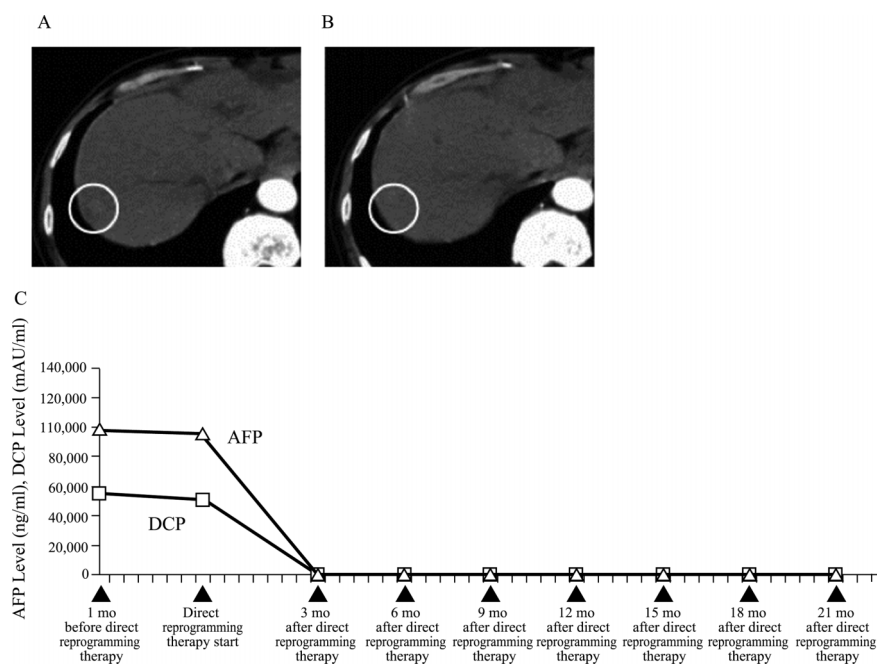 A
B
C
AFP Level (ng/ml), DCP Level (mAU/ml)
140,000
120,000
110,000
80,000
60,000
40,000
20,000
0
AFP
DCP
1 mo
before direct
reprogramming
therapy
Direct
reprogramming
therapy start
3 mo
after direct
reprogramming
therapy
6 mo
after direct
reprogramming
therapy
9 mo
after direct
reprogramming
therapy
12 mo
after direct
reprogramming
therapy
15 mo
after direct
reprogramming
therapy
18 mo
after direct
reprogramming
therapy
21 mo
after direct
reprogramming
therapy